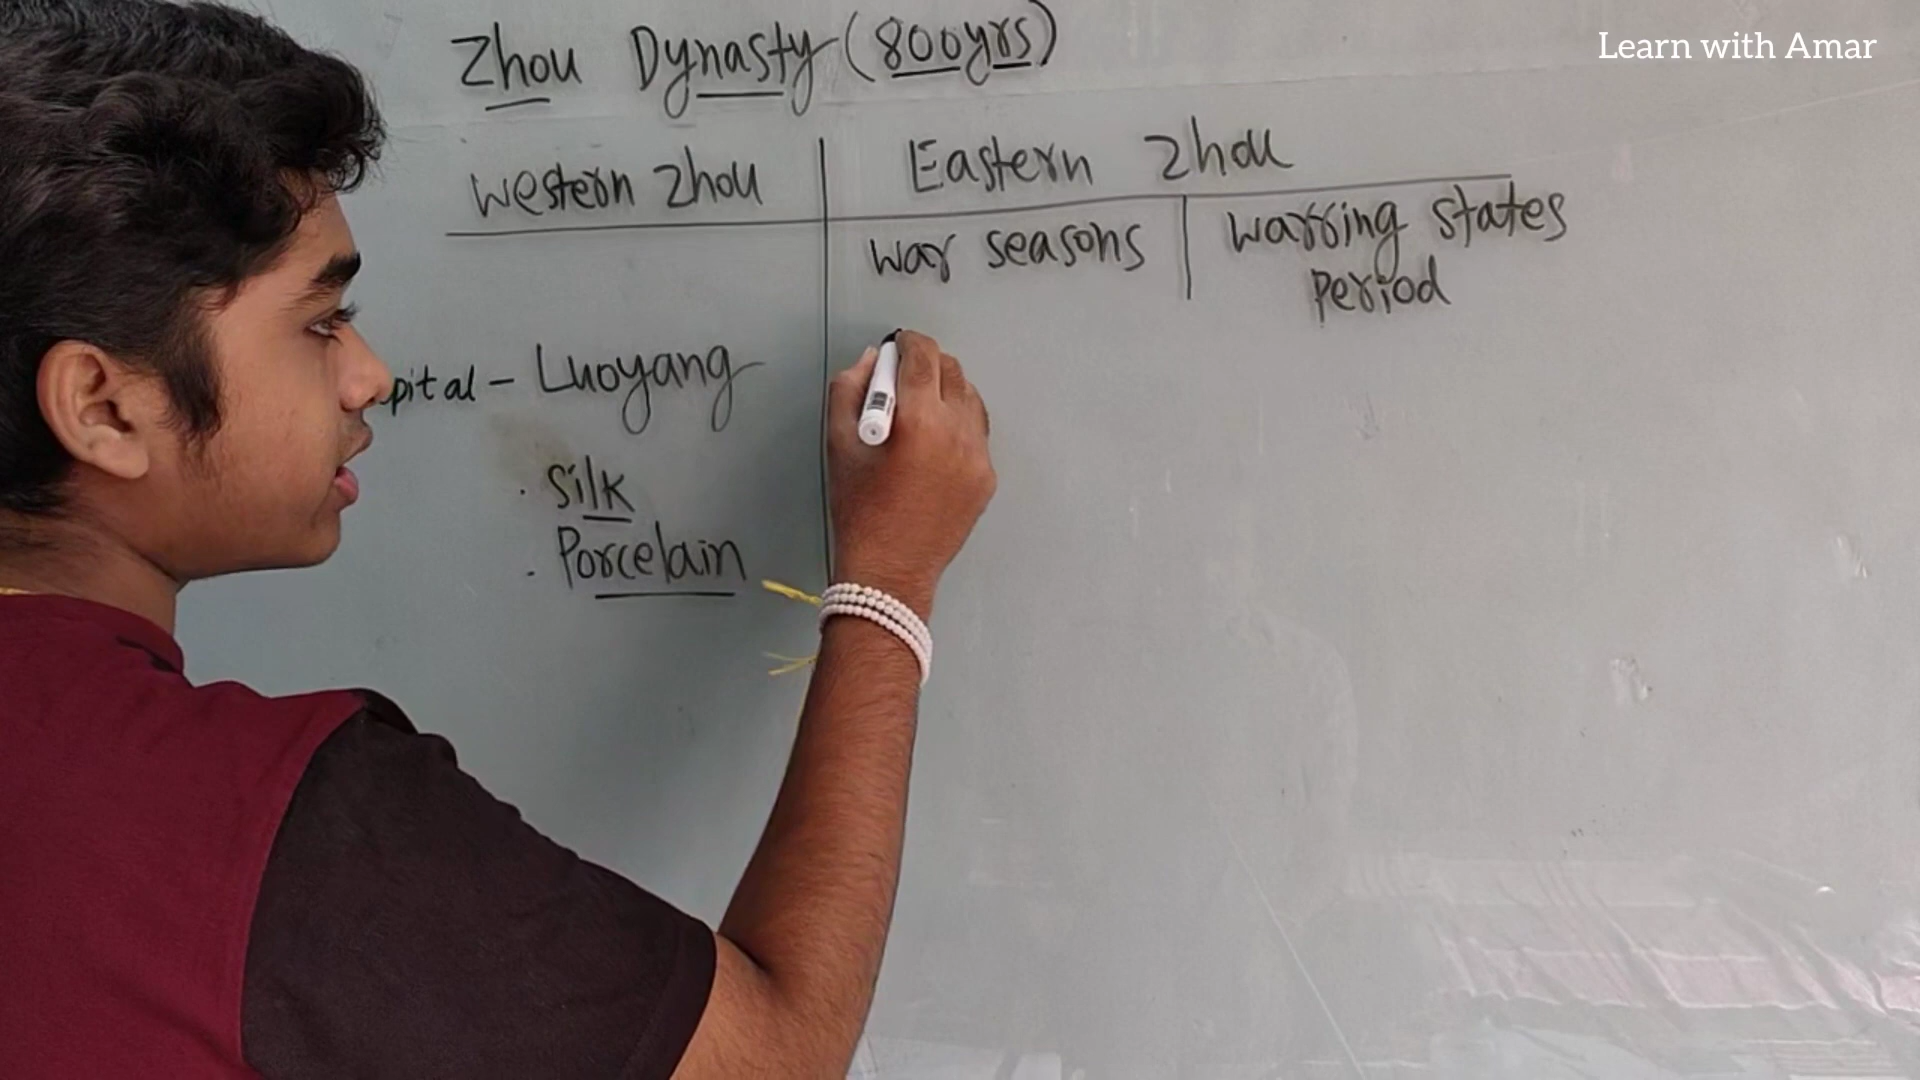 Learn with Amar
Zhou Dynasty (800yrs)
Western Zhou
Eastern Zhou
war seasons
warring states
period
pital - Luoyang
. Silk
. Porcelain